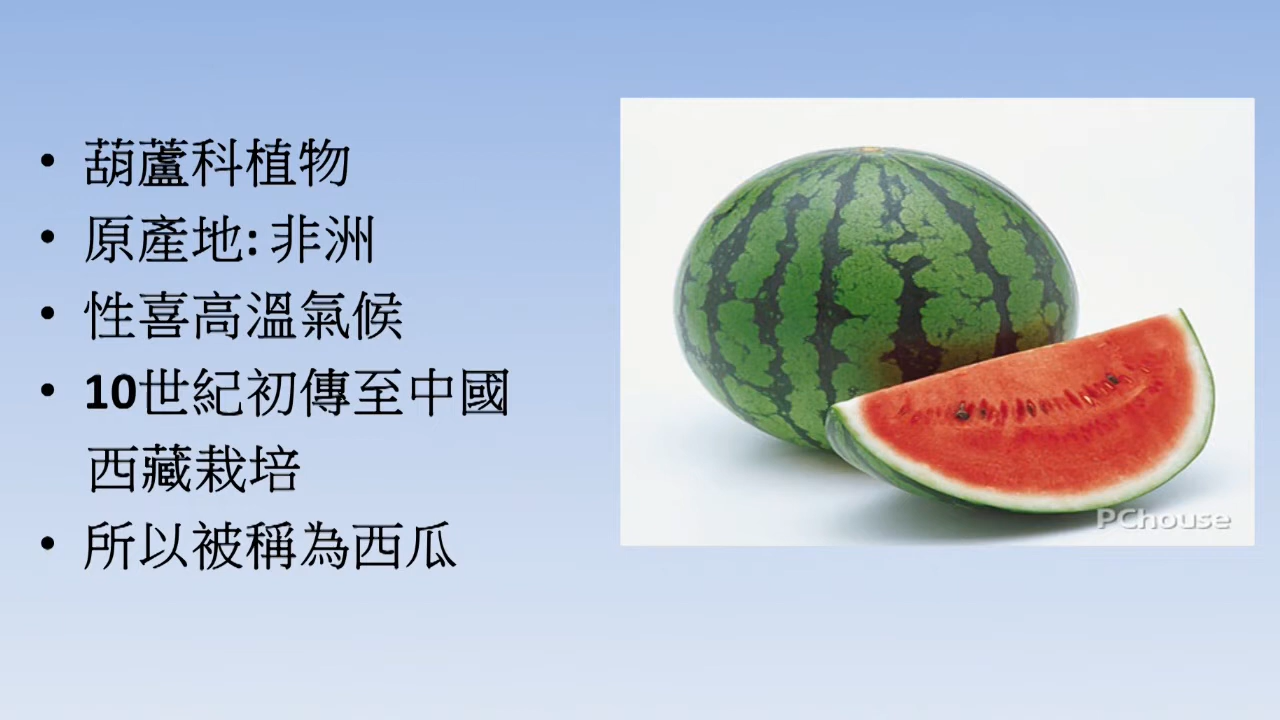 • 葫蘆科植物
• 原產地: 非洲
• 性喜高溫氣候
• 10世紀初傳至中國
西藏栽培
• 所以被稱為西瓜
PChouse